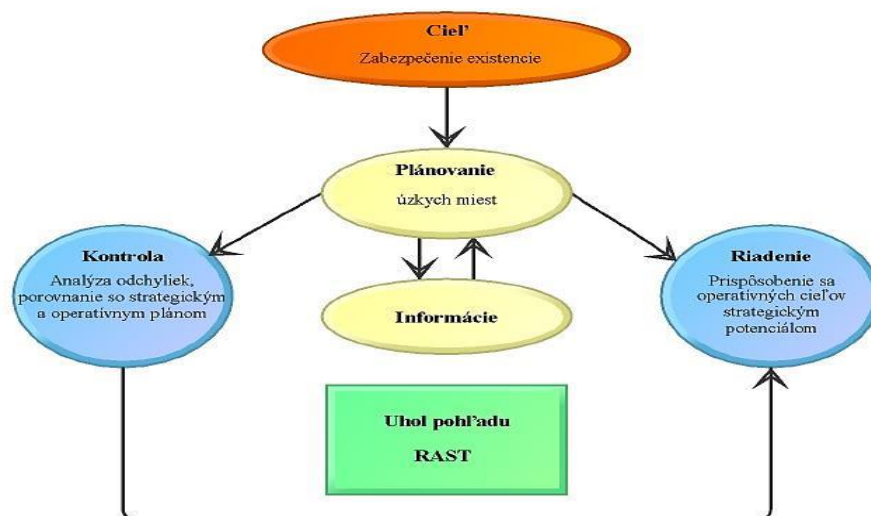 Cieľ
Zabezpečenie existencie
Plánovanie
úzkych miest
Kontrola
Analýza odchyliek,
porovnanie so strategickým
a operatívnym plánom
Informácie
Riadenie
Prispôsobenie sa
operatívných cieľov
strategickým
potenciálom
Uhol pohľadu
RAST